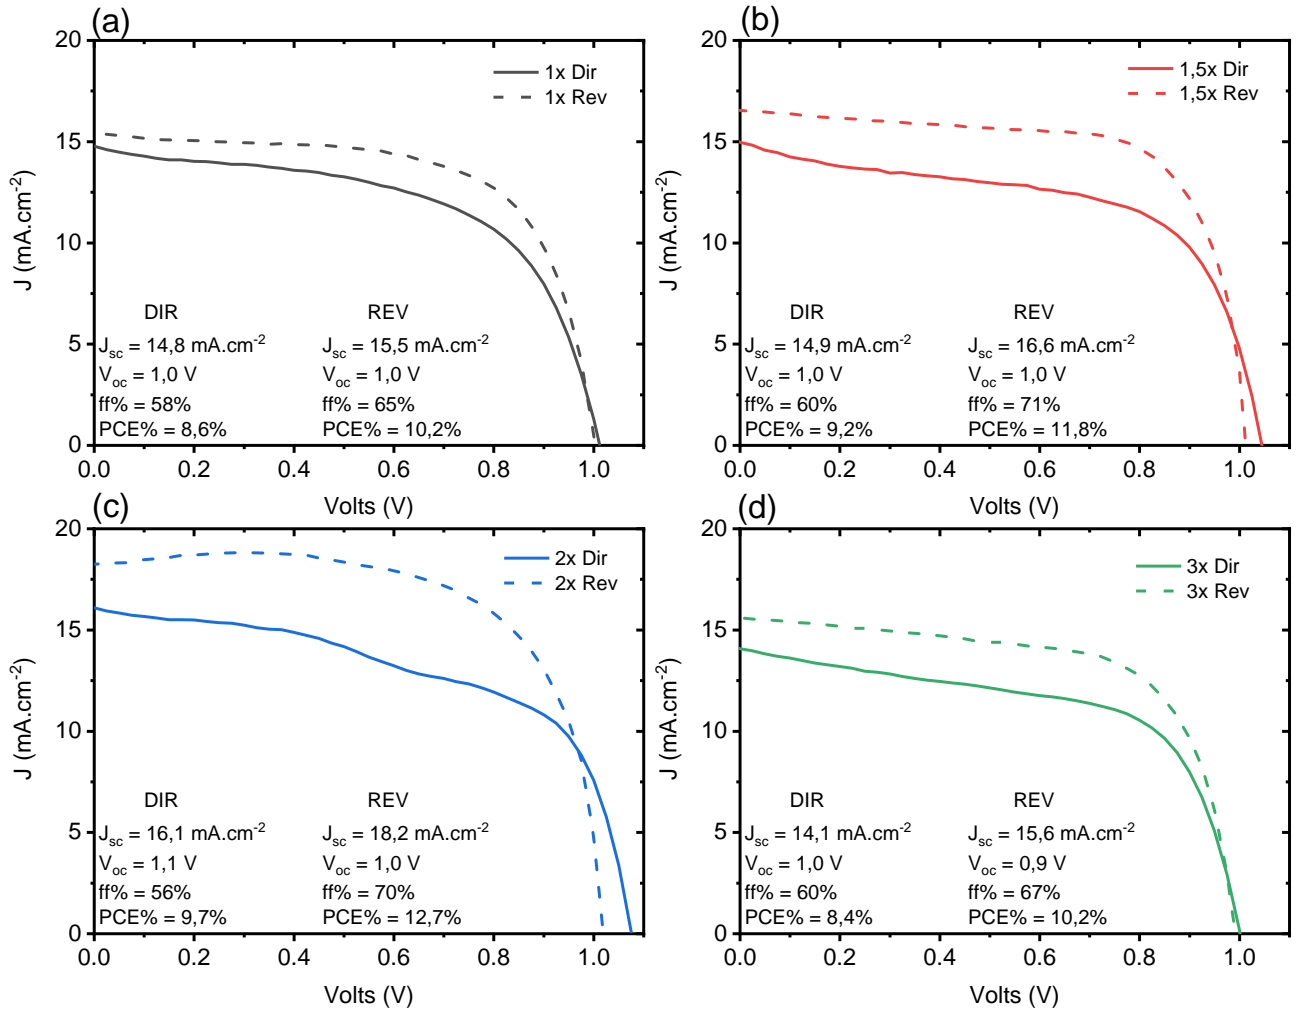 (a)
20
15
10
5
0
J (mA.cm-2)
1x Dir
1x Rev
DIR REV
Jsc = 14,8 mA.cm-2 Jsc = 15,5 mA.cm-2
Voc = 1,0 V Voc = 1,0 V
ff% = 58% ff% = 65%
PCE% = 8,6% PCE% = 10,2%
0.0 0.2 0.4 0.6 0.8 1.0
Volts (V)
(b)
20
15
10
5
0
J (mA.cm-2)
1,5x Dir
1,5x Rev
DIR REV
Jsc = 14,9 mA.cm-2 Jsc = 16,6 mA.cm-2
Voc = 1,0 V Voc = 1,0 V
ff% = 60% ff% = 71%
PCE% = 9,2% PCE% = 11,8%
0.0 0.2 0.4 0.6 0.8 1.0
Volts (V)
(c)
20
15
10
5
0
J (mA.cm-2)
2x Dir
2x Rev
DIR REV
Jsc = 16,1 mA.cm-2 Jsc = 18,2 mA.cm-2
Voc = 1,1 V Voc = 1,0 V
ff% = 56% ff% = 70%
PCE% = 9,7% PCE% = 12,7%
0.0 0.2 0.4 0.6 0.8 1.0
Volts (V)
(d)
20
15
10
5
0
J (mA.cm-2)
3x Dir
3x Rev
DIR REV
Jsc = 14,1 mA.cm-2 Jsc = 15,6 mA.cm-2
Voc = 1,0 V Voc = 0,9 V
ff% = 60% ff% = 67%
PCE% = 8,4% PCE% = 10,2%
0.0 0.2 0.4 0.6 0.8 1.0
Volts (V)